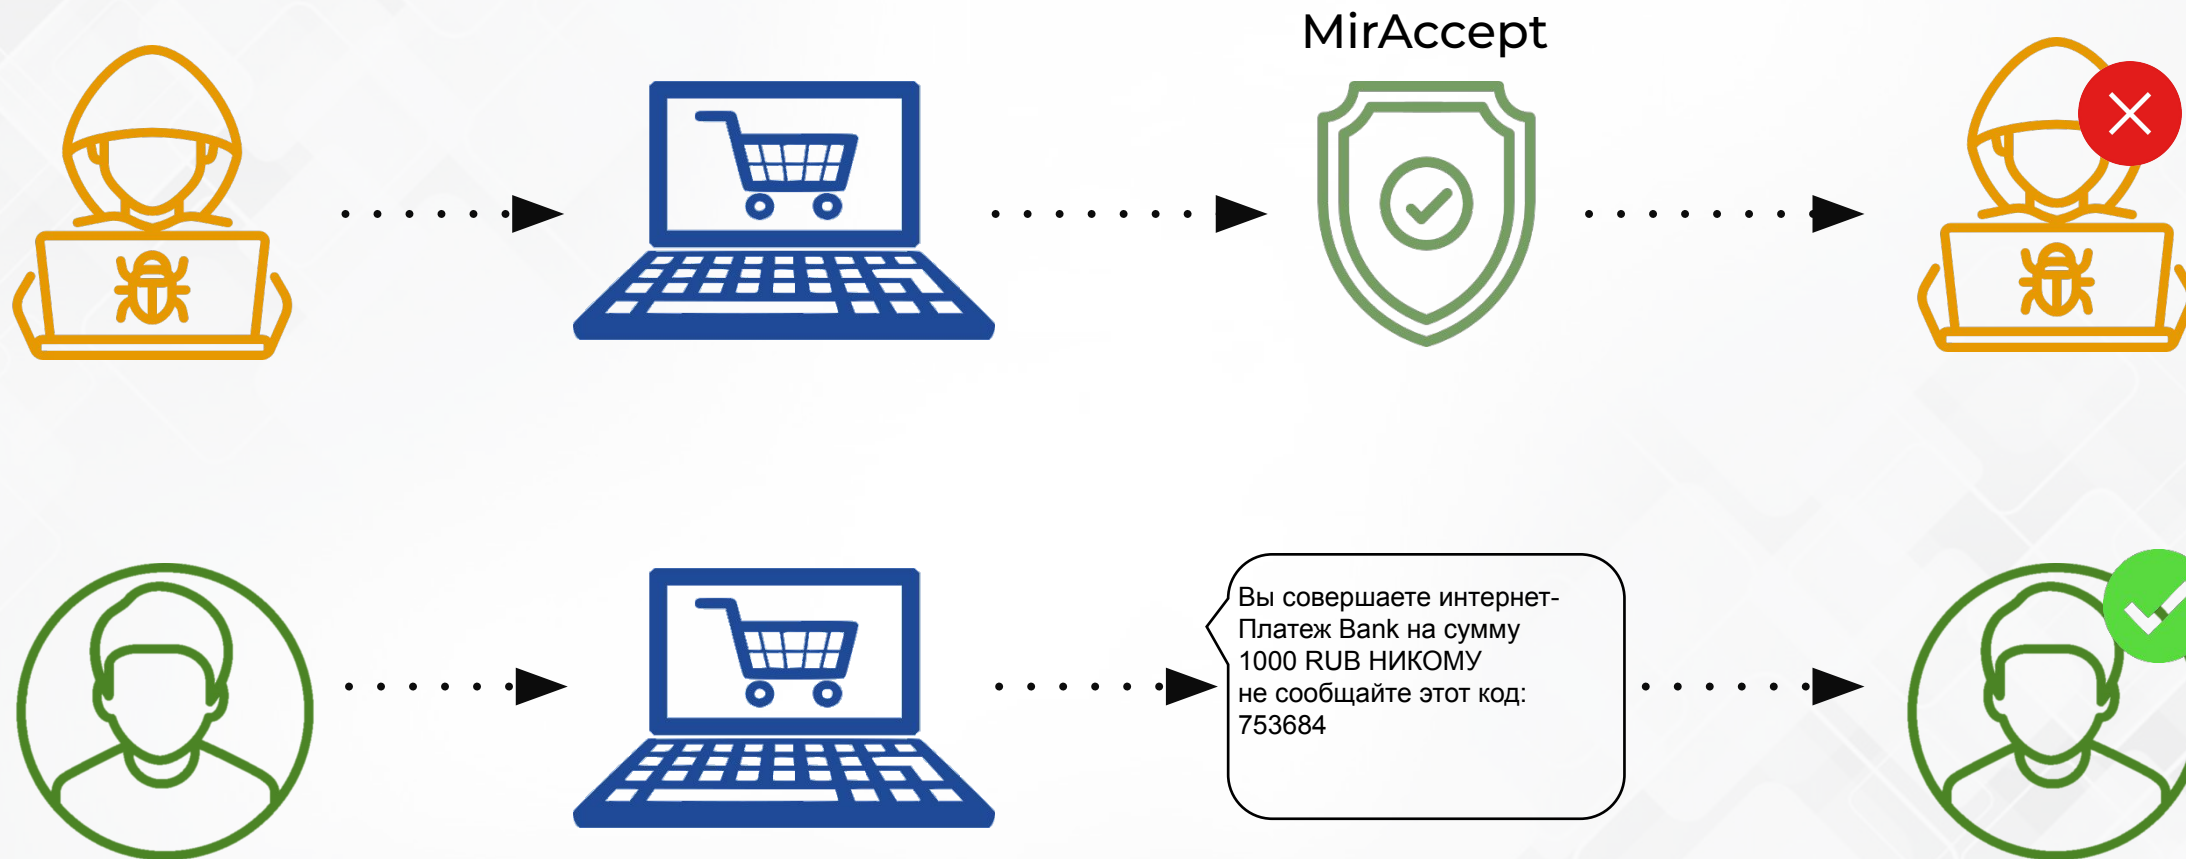 MirAccept
Вы совершаете интернет-
Платеж Bank на сумму
1000 RUB НИКОМУ
не сообщайте этот код:
753684